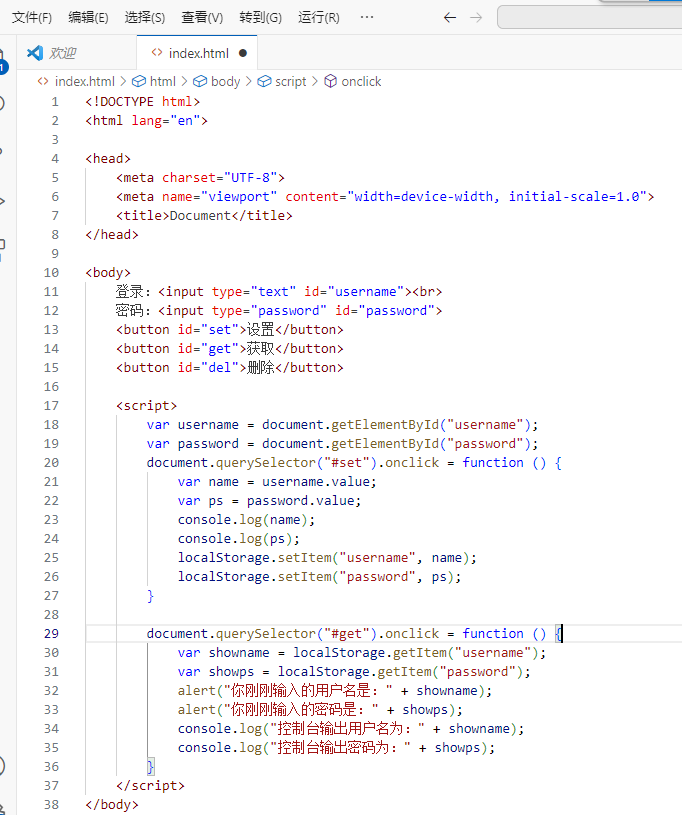 文件(F) 编辑(E) 选择(S) 查看(V) 转到(G) 运行(R) ···
欢迎 index.html
index.html > html > body > script > onclick
1 <!DOCTYPE html>
2 <html lang="en">
3
4 <head>
5 <meta charset="UTF-8">
6 <meta name="viewport" content="width=device-width, initial-scale=1.0">
7 <title>Document</title>
8 </head>
9
10 <body>
11 登录：<input type="text" id="username"><br>
12 密码：<input type="password" id="password">
13 <button id="set">设置</button>
14 <button id="get">获取</button>
15 <button id="del">删除</button>
16
17 <script>
18 var username = document.getElementById("username");
19 var password = document.getElementById("password");
20 document.querySelector("#set").onclick = function () {
21 var name = username.value;
22 var ps = password.value;
23 console.log(name);
24 console.log(ps);
25 localStorage.setItem("username", name);
26 localStorage.setItem("password", ps);
27 }
28
29 document.querySelector("#get").onclick = function () {
30 var showname = localStorage.getItem("username");
31 var showps = localStorage.getItem("password");
32 alert("你刚刚输入的用户名是：" + showname);
33 alert("你刚刚输入的密码是：" + showps);
34 console.log("控制台输出用户名为：" + showname);
35 console.log("控制台输出密码为：" + showps);
36 }
37 </script>
38 </body>
1